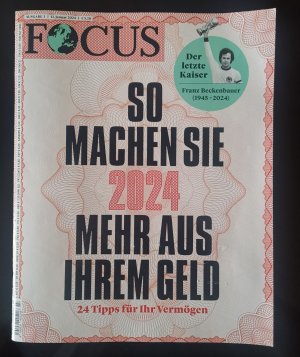 FOCUS
Der
letzte
Kaiser
Franz Beckenbauer
(1945 - 2024)
SO
MACHEN SIE
2024
MEHR AUS
IHREM GELD
24 Tipps für Ihr Vermögen